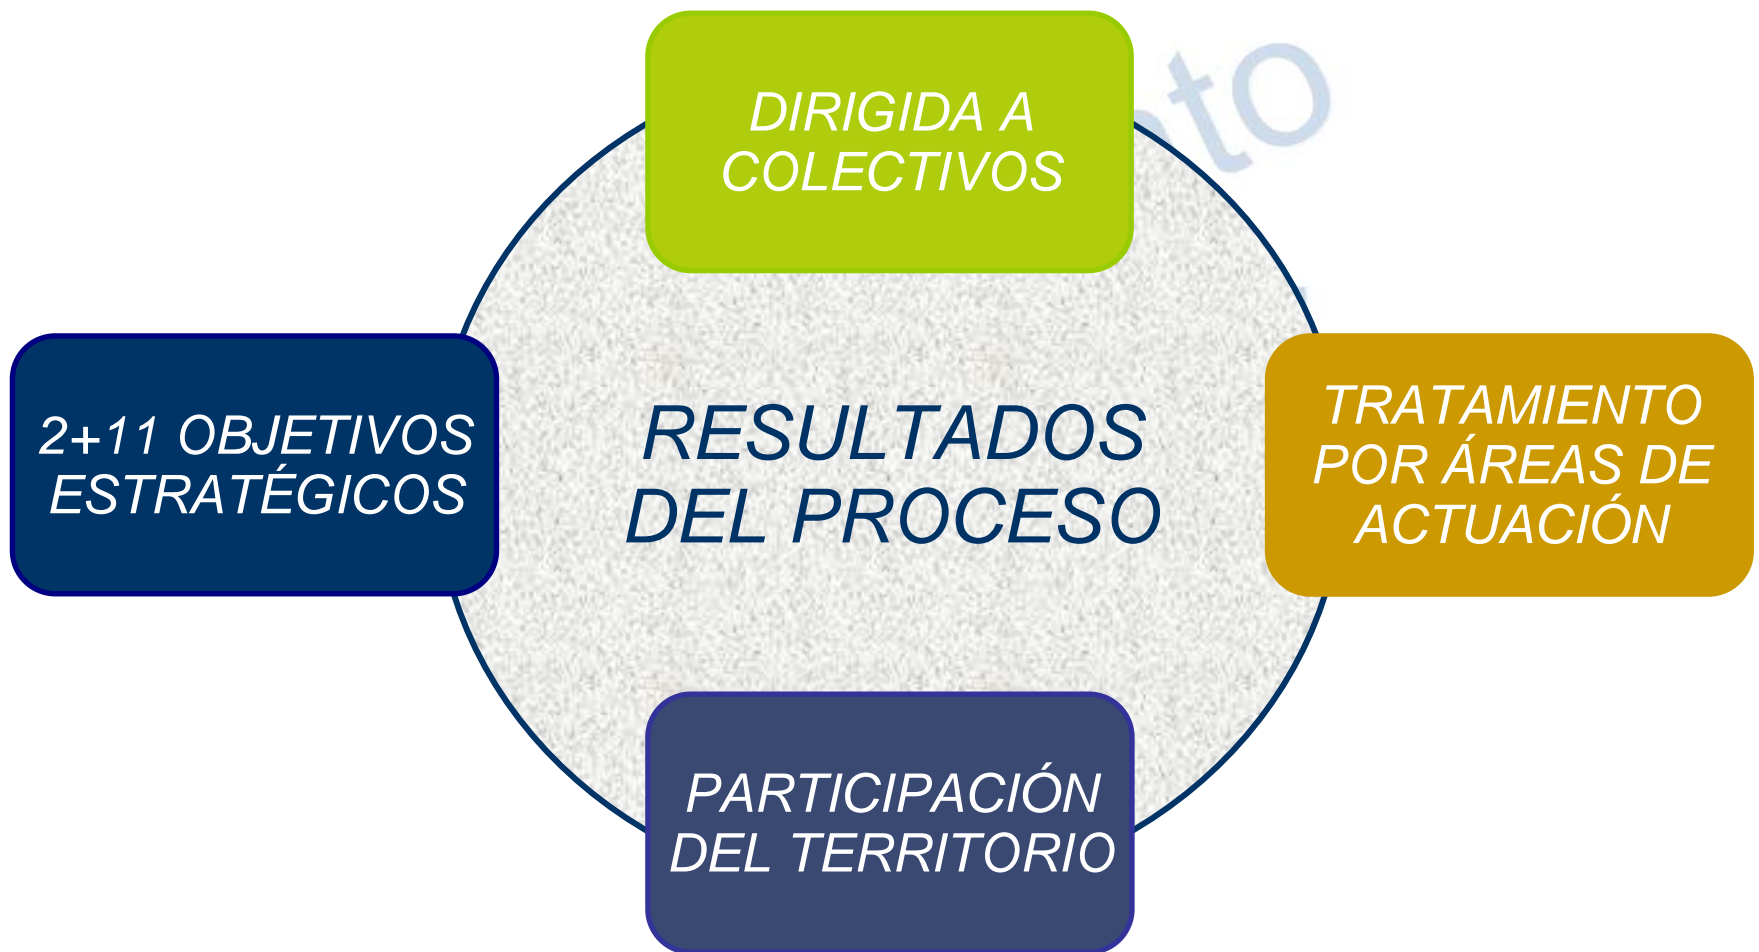 DIRIGIDA A
COLECTIVOS
2+11 OBJETIVOS
ESTRATÉGICOS
RESULTADOS
DEL PROCESO
TRATAMIENTO
POR ÁREAS DE
ACTUACIÓN
PARTICIPACIÓN
DEL TERRITORIO